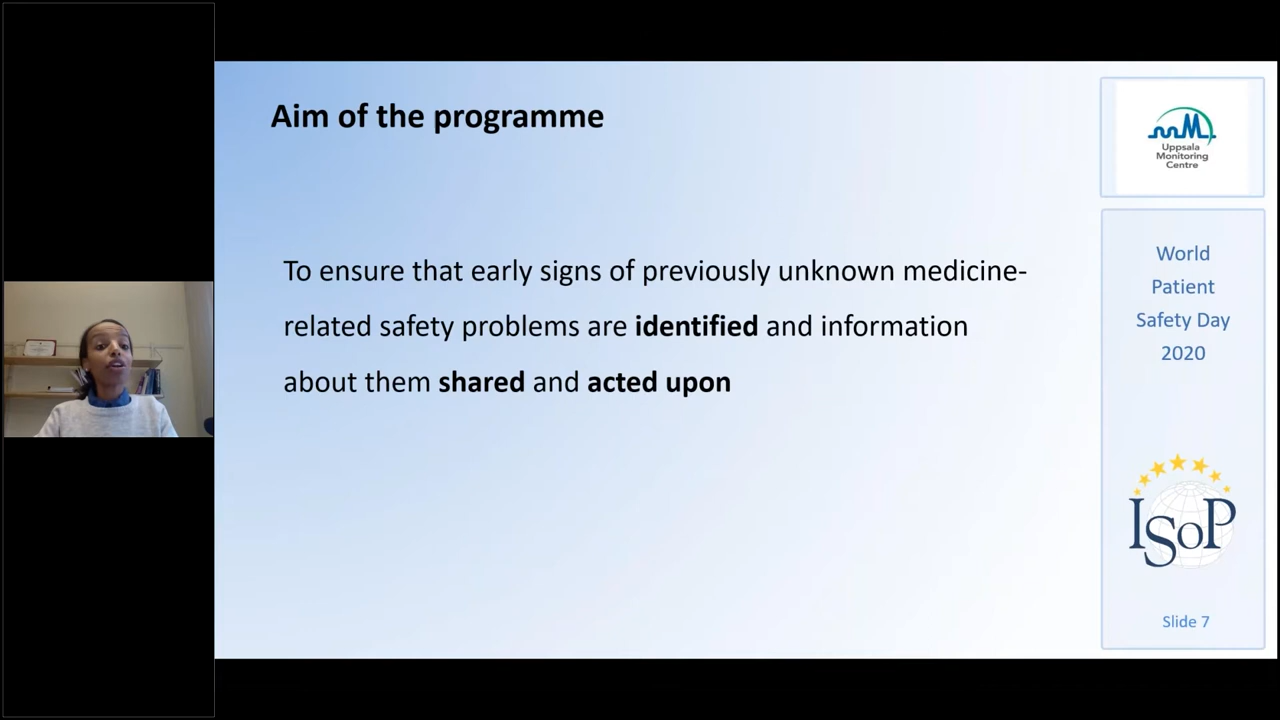 Aim of the programme
To ensure that early signs of previously unknown medicine-
related safety problems are identified and information
about them shared and acted upon
Uppsala
Monitoring
Centre
World
Patient
Safety Day
2020
ISoP
Slide 7